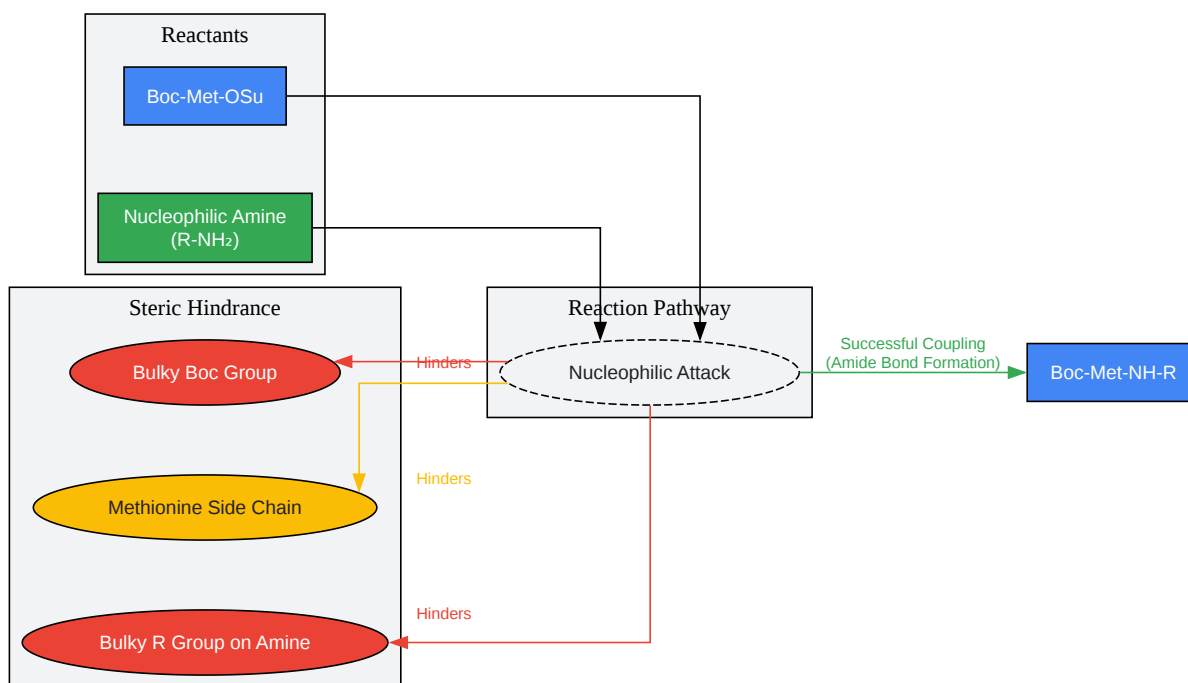 Reactants
Boc-Met-OSu
Nucleophilic Amine
(R-NH₂)
Steric Hindrance
Bulky Boc Group
Methionine Side Chain
Bulky R Group on Amine
Hinders
Hinders
Hinders
Reaction Pathway
Nucleophilic Attack
Successful Coupling
(Amide Bond Formation)
Boc-Met-NH-R